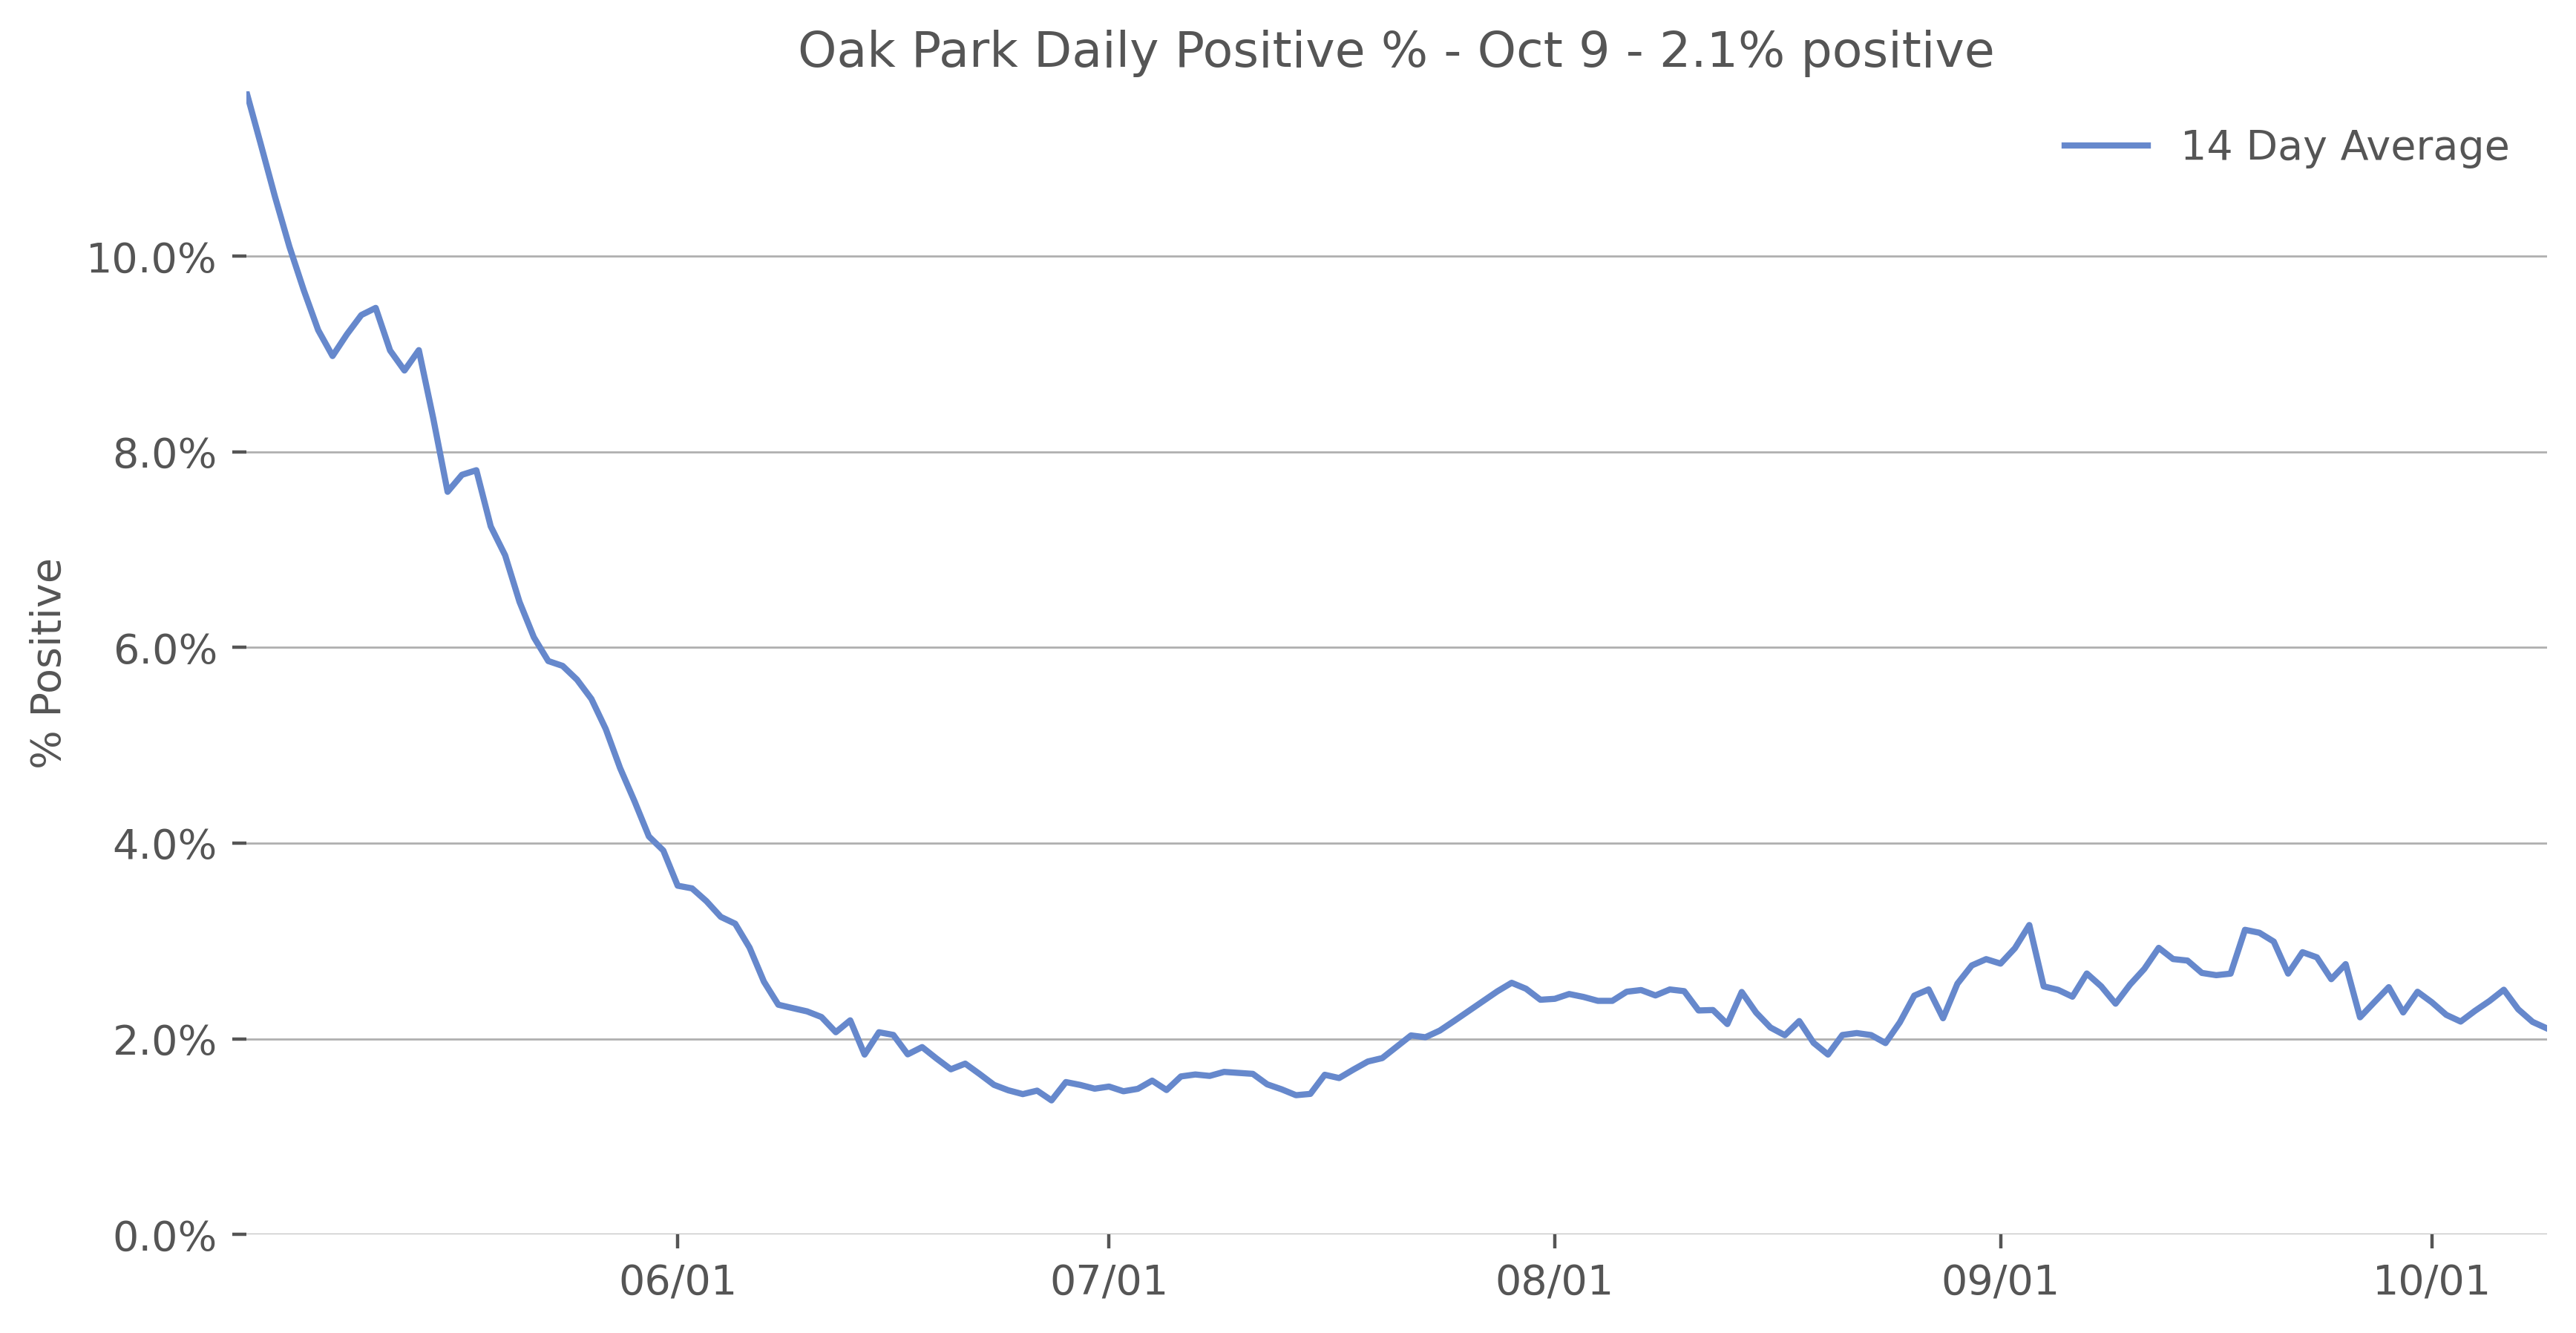 Oak Park Daily Positive % - Oct 9 - 2.1% positive
14 Day Average
% Positive
10.0%
8.0%
6.0%
4.0%
2.0%
0.0%
06/01 07/01 08/01 09/01 10/01